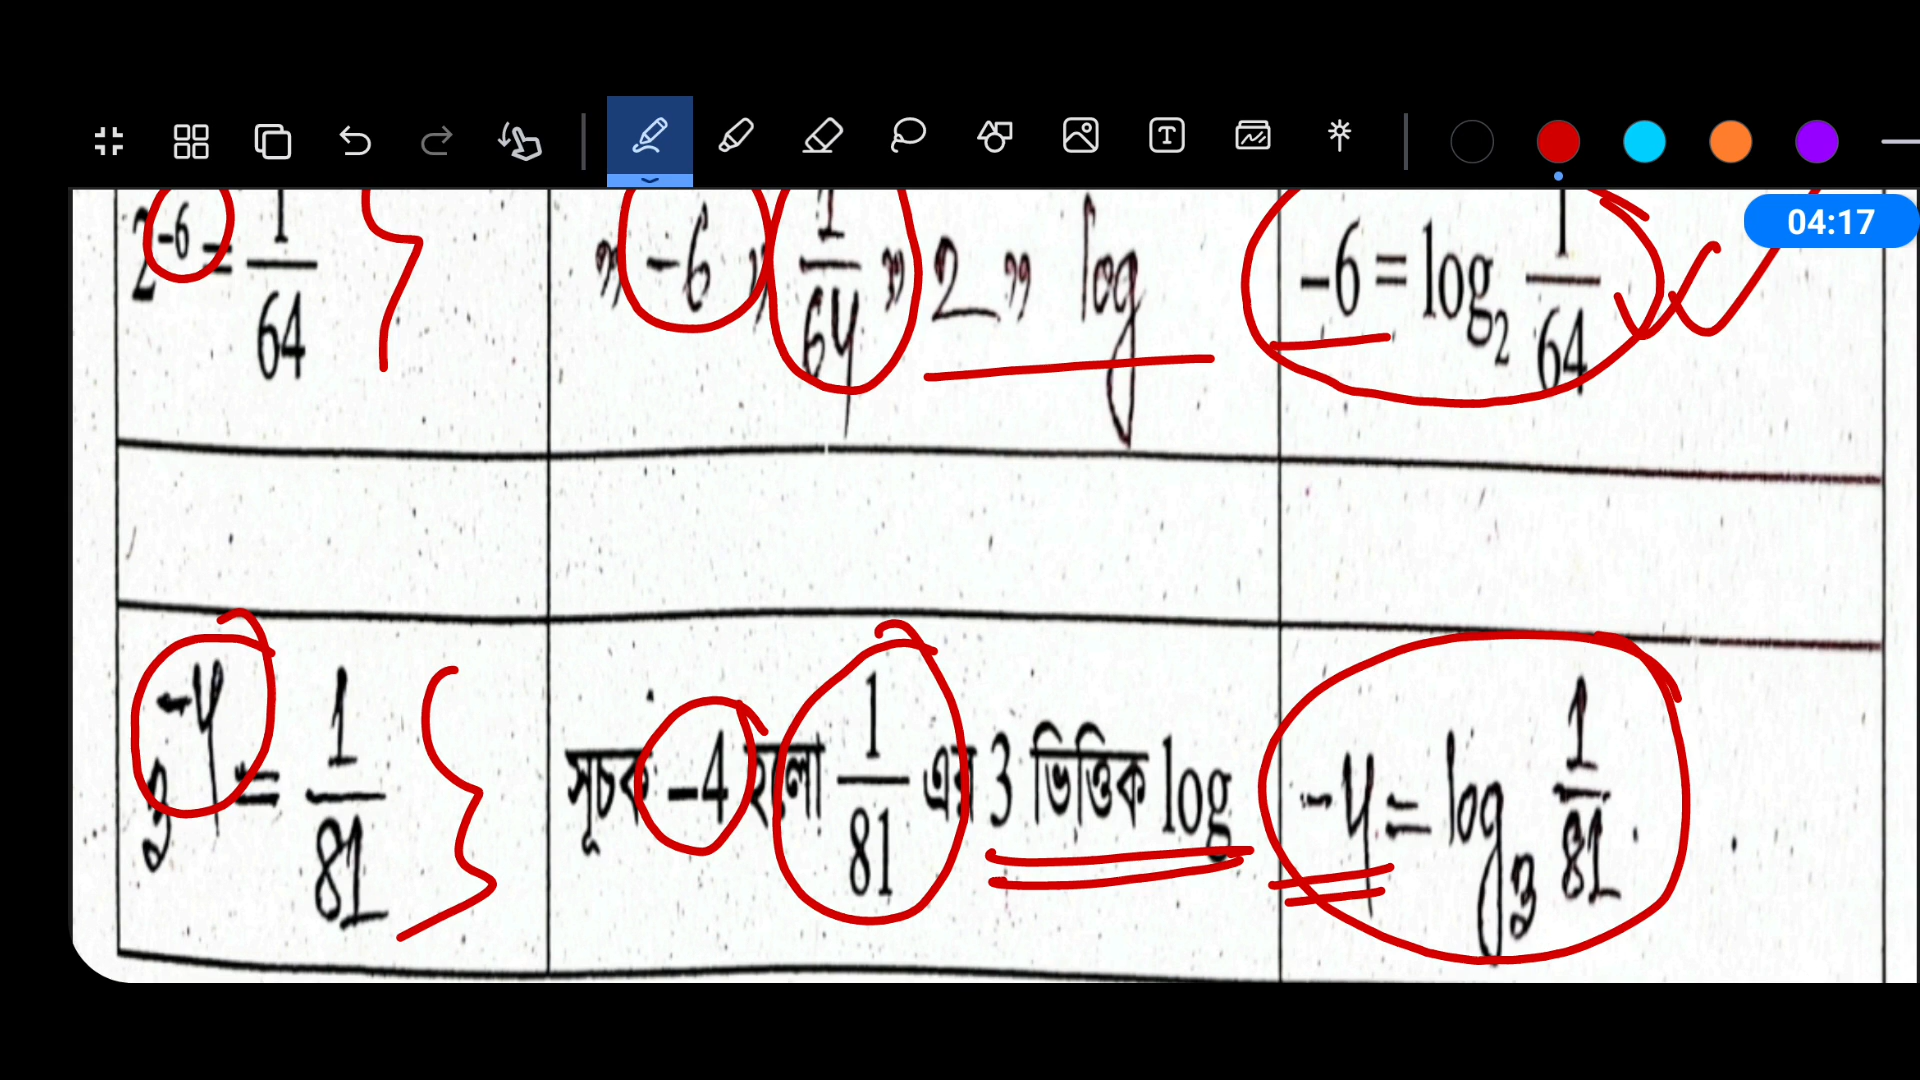 04:17
2^-6 = 1/64
" -6 " 1/64 " 2 " log
-6 = log₂ 1/64
3^-4 = 1/81
সূচক -4 হলো 1/81 এর 3 ভিত্তিক log
-4 = log₃ 1/81